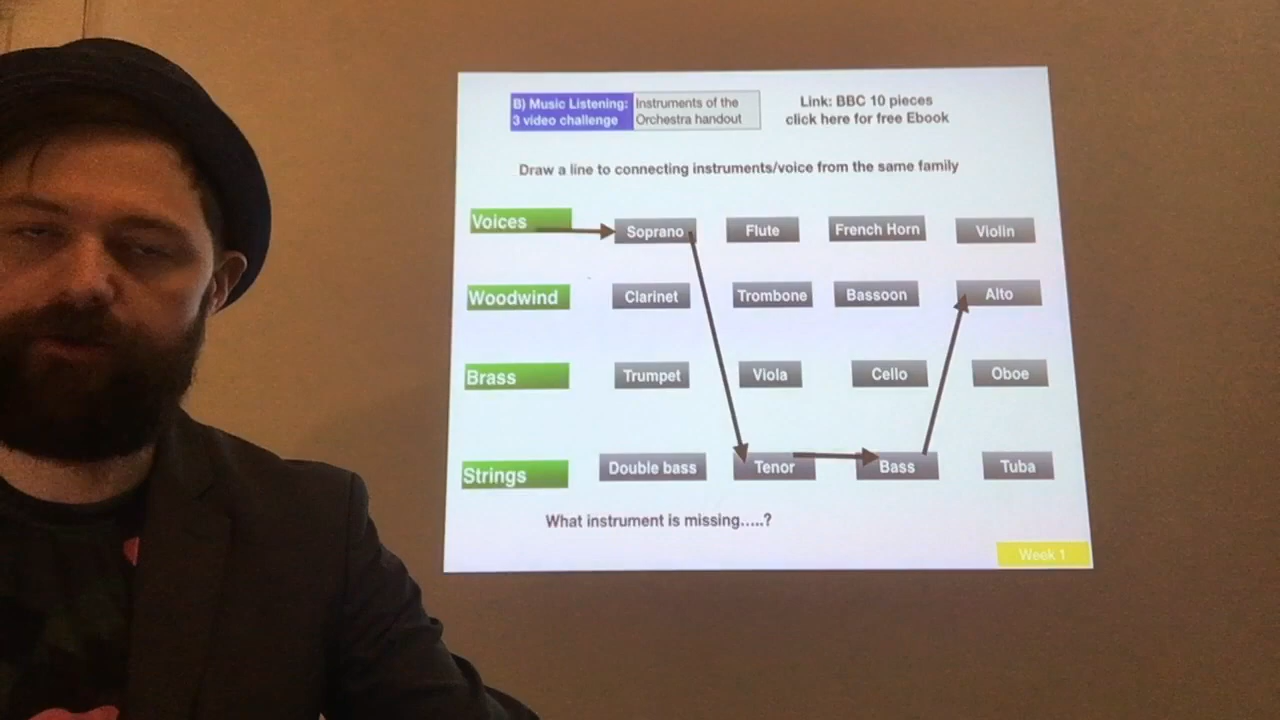 B) Music Listening:
3 video challenge
Instruments of the
Orchestra handout
Link: BBC 10 pieces
click here for free Ebook
Draw a line to connecting instruments/voice from the same family
Voices
Soprano
Flute
French Horn
Violin
Woodwind
Clarinet
Trombone
Bassoon
Alto
Brass
Trumpet
Viola
Cello
Oboe
Strings
Double bass
Tenor
Bass
Tuba
What instrument is missing.....?
Week 1